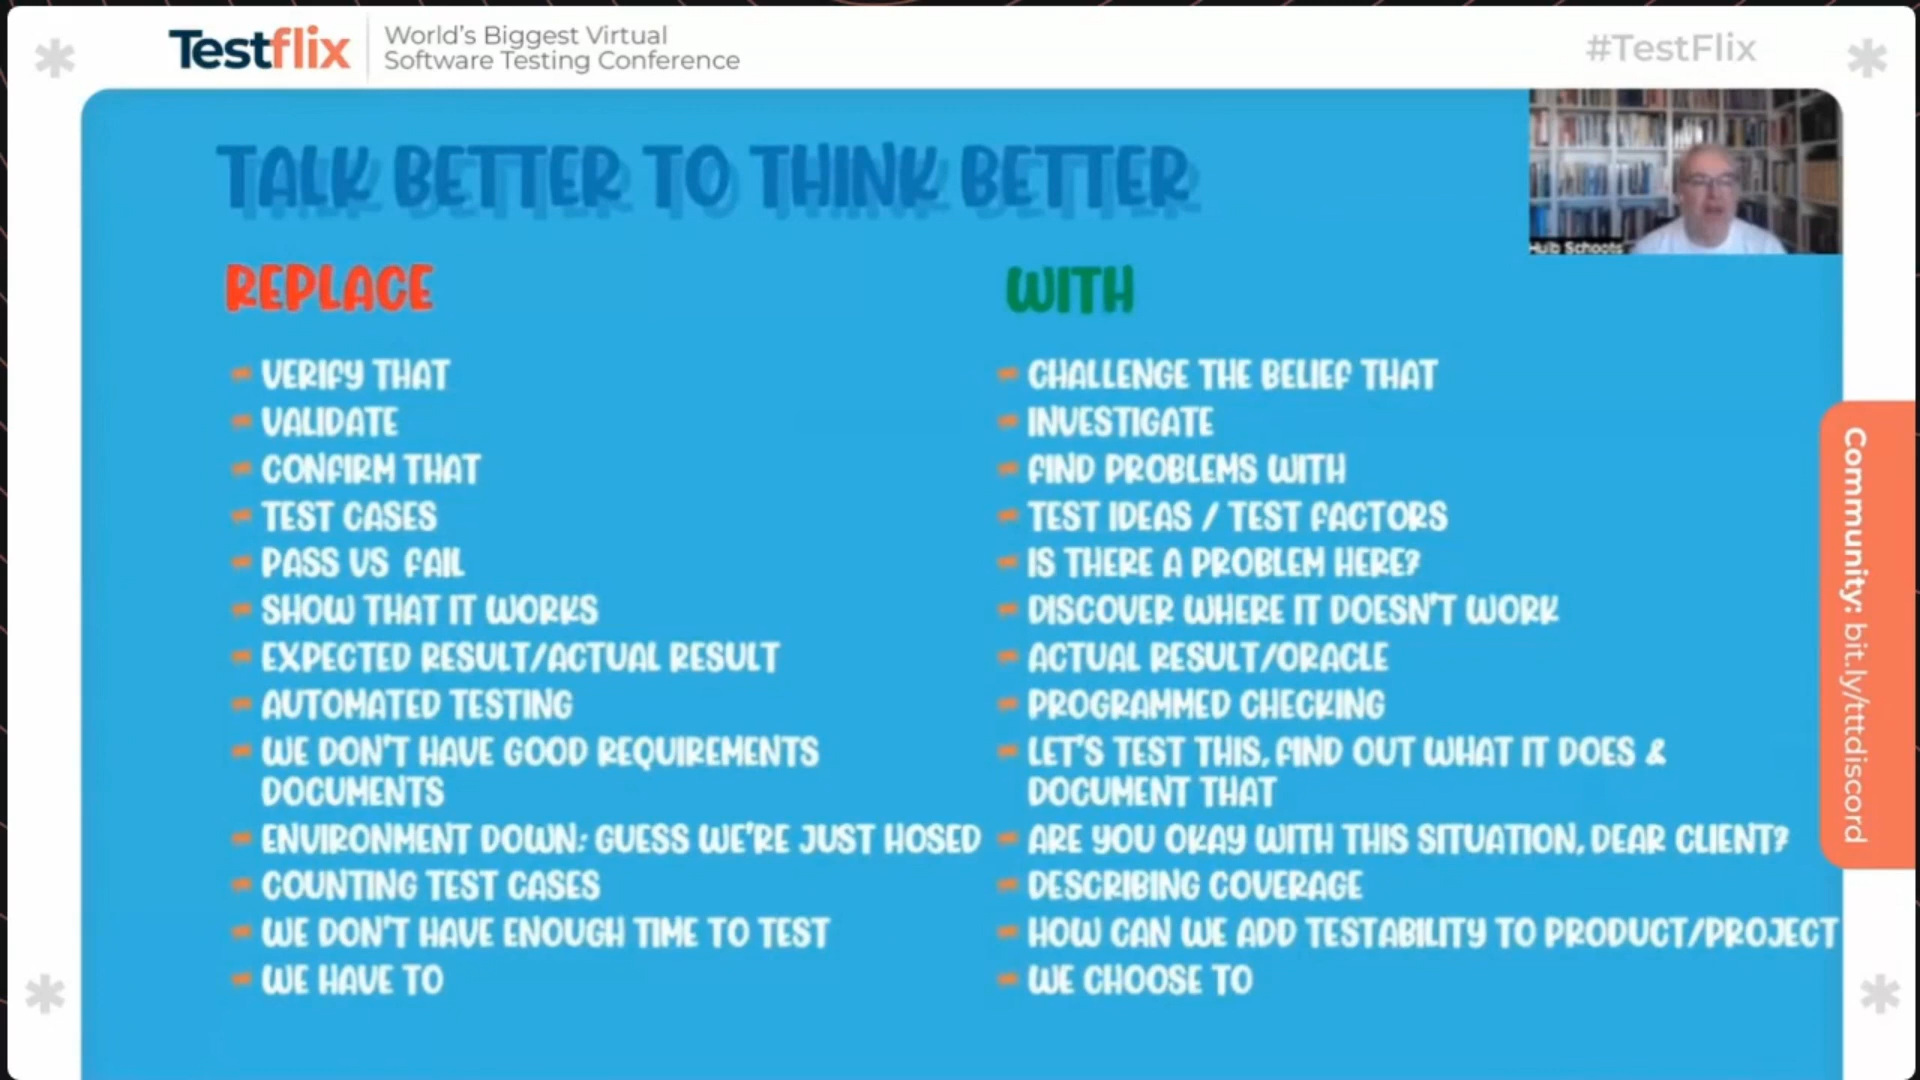 Testflix
World's Biggest Virtual
Software Testing Conference
#TestFlix
TALK BETTER TO THINK BETTER
Huib Schoots
REPLACE
WITH
- VERIFY THAT
- CHALLENGE THE BELIEF THAT
- VALIDATE
- INVESTIGATE
- CONFIRM THAT
- FIND PROBLEMS WITH
- TEST CASES
- TEST IDEAS / TEST FACTORS
- PASS VS FAIL
- IS THERE A PROBLEM HERE?
- SHOW THAT IT WORKS
- DISCOVER WHERE IT DOESN'T WORK
- EXPECTED RESULT/ACTUAL RESULT
- ACTUAL RESULT/ORACLE
- AUTOMATED TESTING
- PROGRAMMED CHECKING
- WE DON'T HAVE GOOD REQUIREMENTS
DOCUMENTS
- LET'S TEST THIS, FIND OUT WHAT IT DOES &
DOCUMENT THAT
- ENVIRONMENT DOWN: GUESS WE'RE JUST HOSED
- ARE YOU OKAY WITH THIS SITUATION, DEAR CLIENT?
- COUNTING TEST CASES
- DESCRIBING COVERAGE
- WE DON'T HAVE ENOUGH TIME TO TEST
- HOW CAN WE ADD TESTABILITY TO PRODUCT/PROJECT
- WE HAVE TO
- WE CHOOSE TO
Community: bit.ly/tttdiscord